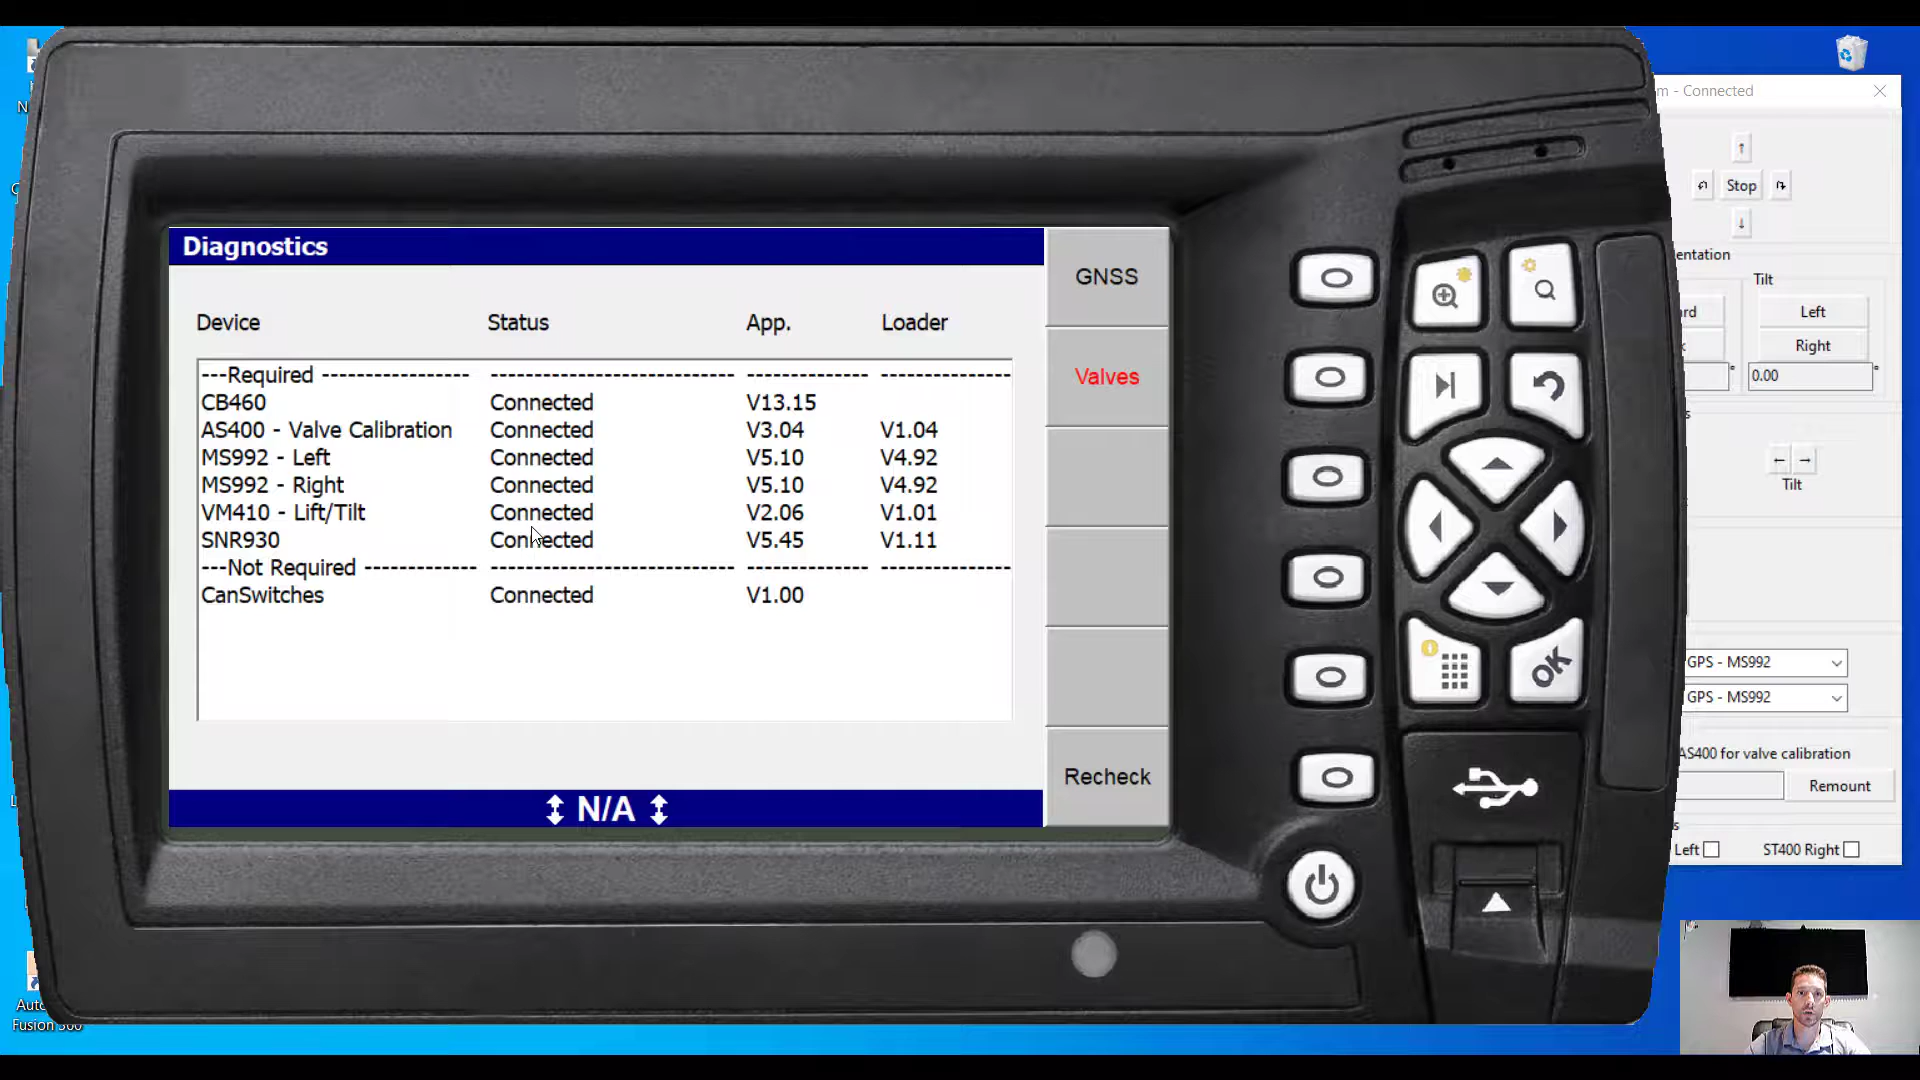 Diagnostics
Device Status App. Loader
---Required ----------------- ---------------------------- -------------- ---------------
CB460 Connected V13.15
AS400 - Valve Calibration Connected V3.04 V1.04
MS992 - Left Connected V5.10 V4.92
MS992 - Right Connected V5.10 V4.92
VM410 - Lift/Tilt Connected V2.06 V1.01
SNR930 Connected V5.45 V1.11
---Not Required ------------- ---------------------------- -------------- ---------------
CanSwitches Connected V1.00
N/A
GNSS
Valves
Recheck
OK
m - Connected
Stop
entation
Tilt
rd
Left
Right
0.00 °
Tilt
GPS - MS992
GPS - MS992
AS400 for valve calibration
Remount
Left ST400 Right
Fusion 360